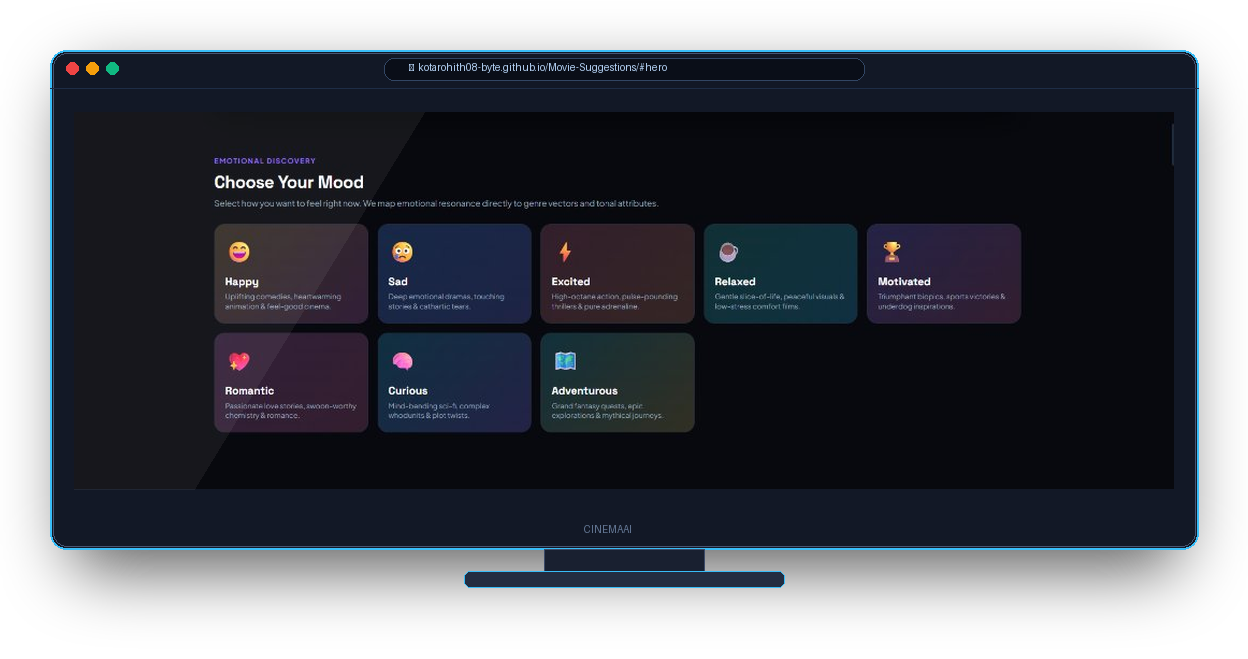 kotarohith08-byte.github.io/Movie-Suggestions/#hero
EMOTIONAL DISCOVERY
Choose Your Mood
Select how you want to feel right now. We map emotional resonance directly to genre vectors and tonal attributes.
Happy
Uplifting comedies, heartwarming
animation & feel-good cinema.
Sad
Deep emotional dramas, touching
stories & cathartic tears.
Excited
High-octane action, pulse-pounding
thrillers & pure adrenaline.
Relaxed
Gentle slice-of-life, peaceful visuals &
low-stress comfort films.
Motivated
Triumphant biopics, sports victories &
underdog inspirations.
Romantic
Passionate love stories, swoon-worthy
chemistry & romance.
Curious
Mind-bending sci-fi, complex
whodunits & plot twists.
Adventurous
Grand fantasy quests, epic
explorations & mythical journeys.
CINEMAAI